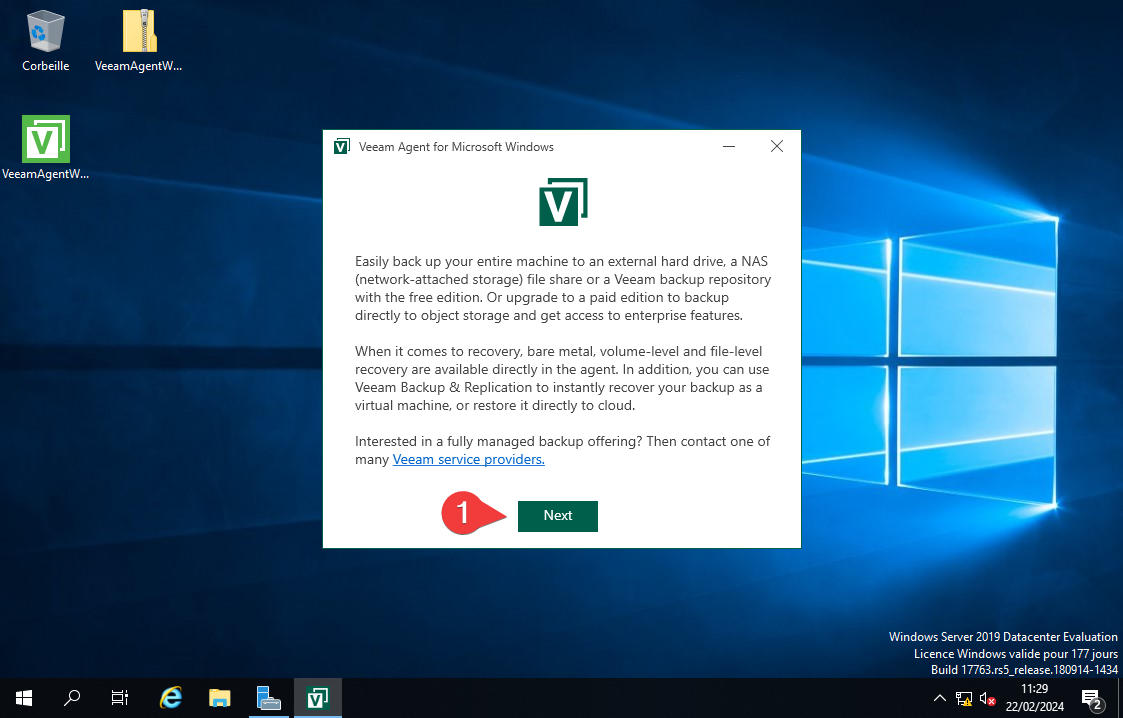 Corbeille
VeeamAgentW...
VeeamAgentW...
Veeam Agent for Microsoft Windows
V
Easily back up your entire machine to an external hard drive, a NAS
(network-attached storage) file share or a Veeam backup repository
with the free edition. Or upgrade to a paid edition to backup
directly to object storage and get access to enterprise features.
When it comes to recovery, bare metal, volume-level and file-level
recovery are available directly in the agent. In addition, you can use
Veeam Backup & Replication to instantly recover your backup as a
virtual machine, or restore it directly to cloud.
Interested in a fully managed backup offering? Then contact one of
many Veeam service providers.
1
Next
Windows Server 2019 Datacenter Evaluation
Licence Windows valide pour 177 jours
Build 17763.rs5_release.180914-1434
11:29
22/02/2024
2